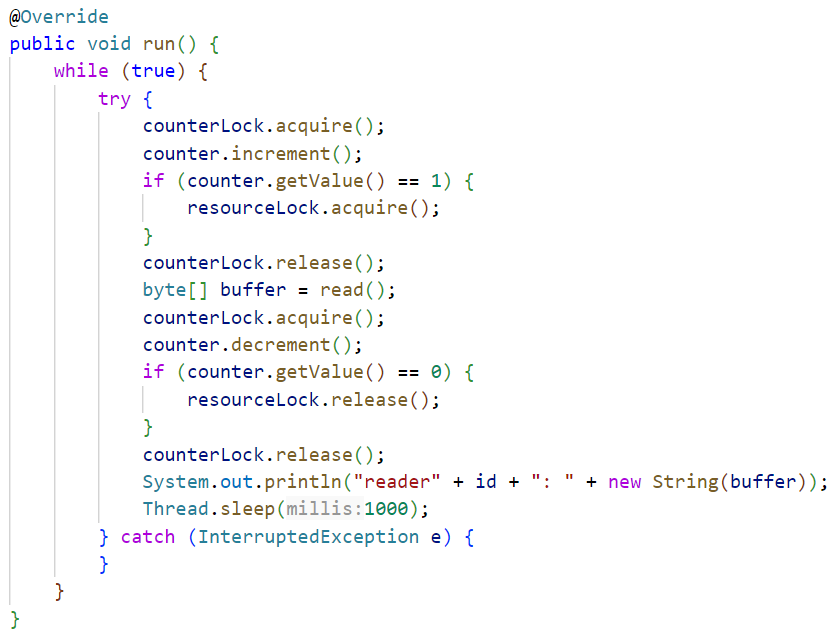 @Override
public void run() {
    while (true) {
        try {
            counterLock.acquire();
            counter.increment();
            if (counter.getValue() == 1) {
                resourceLock.acquire();
            }
            counterLock.release();
            byte[] buffer = read();
            counterLock.acquire();
            counter.decrement();
            if (counter.getValue() == 0) {
                resourceLock.release();
            }
            counterLock.release();
            System.out.println("reader" + id + ": " + new String(buffer));
            Thread.sleep(millis:1000);
        } catch (InterruptedException e) {
        }
    }
}